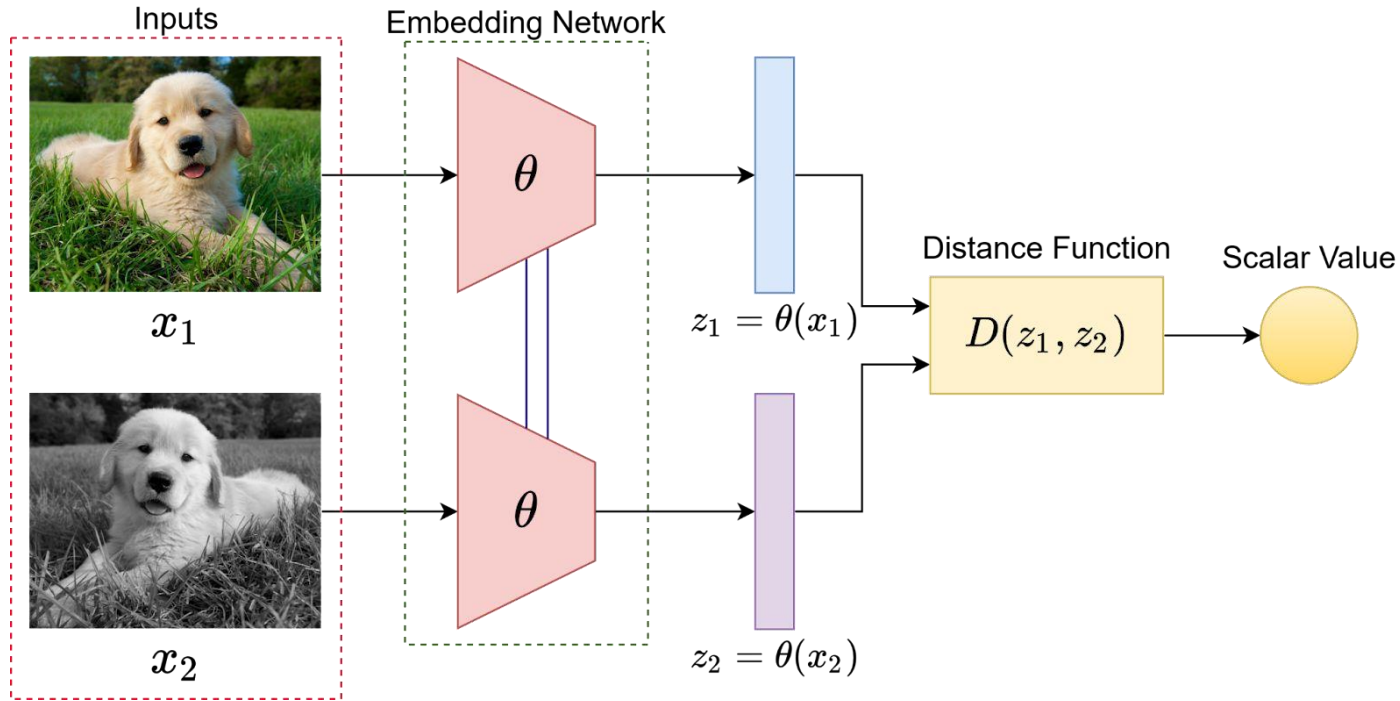 Inputs
Embedding Network
θ
x₁
z₁ = θ(x₁)
Distance Function
D(z₁, z₂)
Scalar Value
θ
x₂
z₂ = θ(x₂)